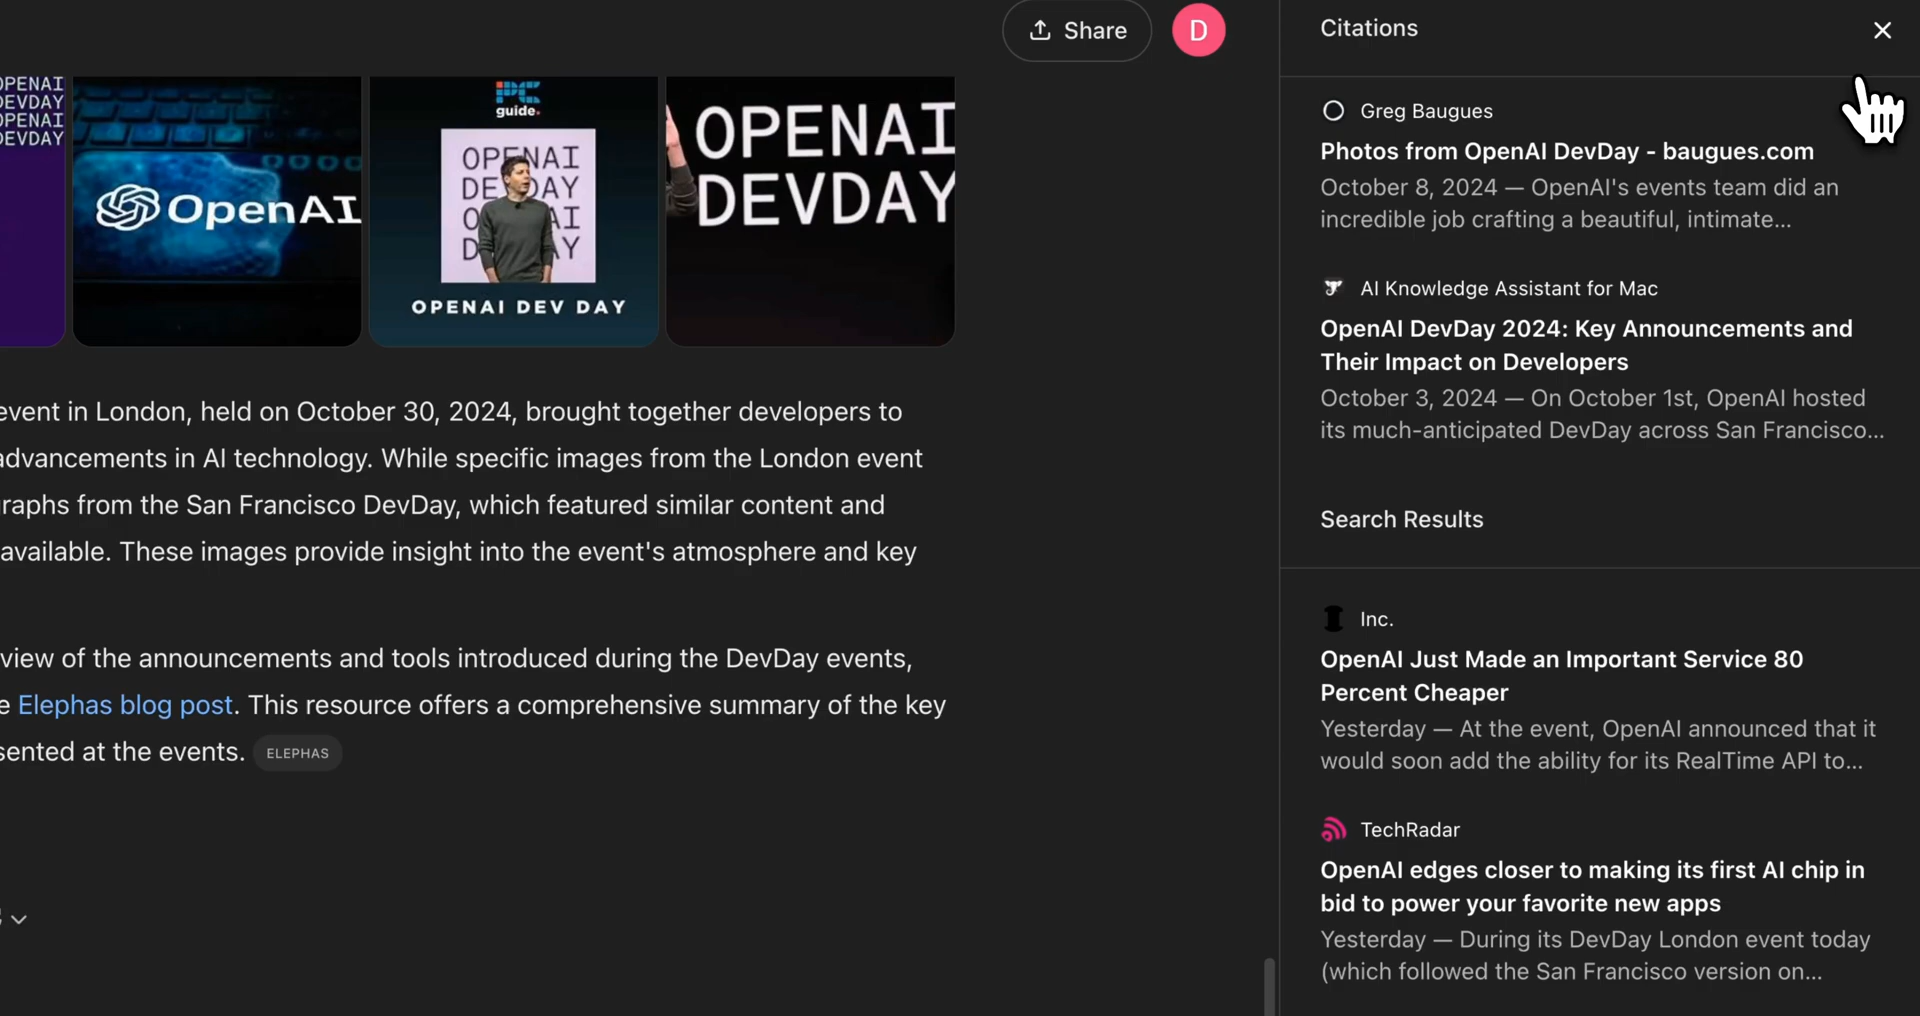 Share
D
OPENAI
DEVDAY
OPENAI
DEVDAY
OpenAI
PC
guide.
OPENAI
DEVDAY
OPENAI DEV DAY
OPENAI
DEVDAY
event in London, held on October 30, 2024, brought together developers to
advancements in AI technology. While specific images from the London event
graphs from the San Francisco DevDay, which featured similar content and
available. These images provide insight into the event's atmosphere and key
view of the announcements and tools introduced during the DevDay events,
e Elephas blog post. This resource offers a comprehensive summary of the key
sented at the events. ELEPHAS
Citations
Greg Baugues
Photos from OpenAI DevDay - baugues.com
October 8, 2024 — OpenAI's events team did an
incredible job crafting a beautiful, intimate...
AI Knowledge Assistant for Mac
OpenAI DevDay 2024: Key Announcements and
Their Impact on Developers
October 3, 2024 — On October 1st, OpenAI hosted
its much-anticipated DevDay across San Francisco...
Search Results
Inc.
OpenAI Just Made an Important Service 80
Percent Cheaper
Yesterday — At the event, OpenAI announced that it
would soon add the ability for its RealTime API to...
TechRadar
OpenAI edges closer to making its first AI chip in
bid to power your favorite new apps
Yesterday — During its DevDay London event today
(which followed the San Francisco version on...